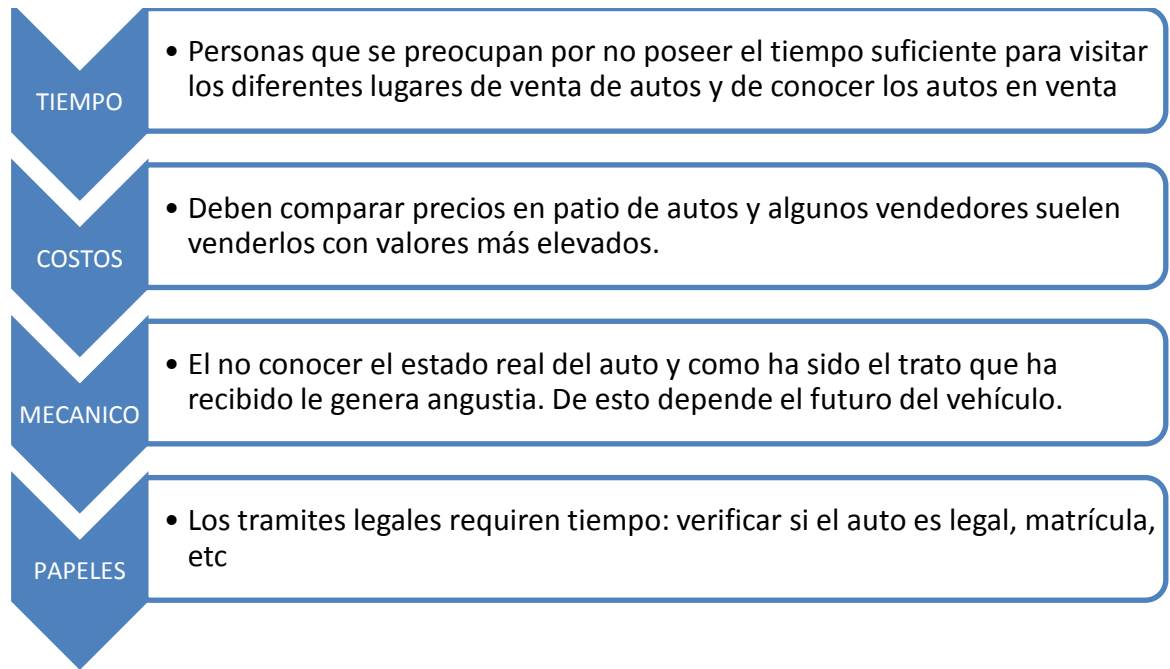 TIEMPO
• Personas que se preocupan por no poseer el tiempo suficiente para visitar
los diferentes lugares de venta de autos y de conocer los autos en venta
COSTOS
• Deben comparar precios en patio de autos y algunos vendedores suelen
venderlos con valores más elevados.
MECANICO
• El no conocer el estado real del auto y como ha sido el trato que ha
recibido le genera angustia. De esto depende el futuro del vehículo.
PAPELES
• Los tramites legales requiren tiempo: verificar si el auto es legal, matrícula,
etc